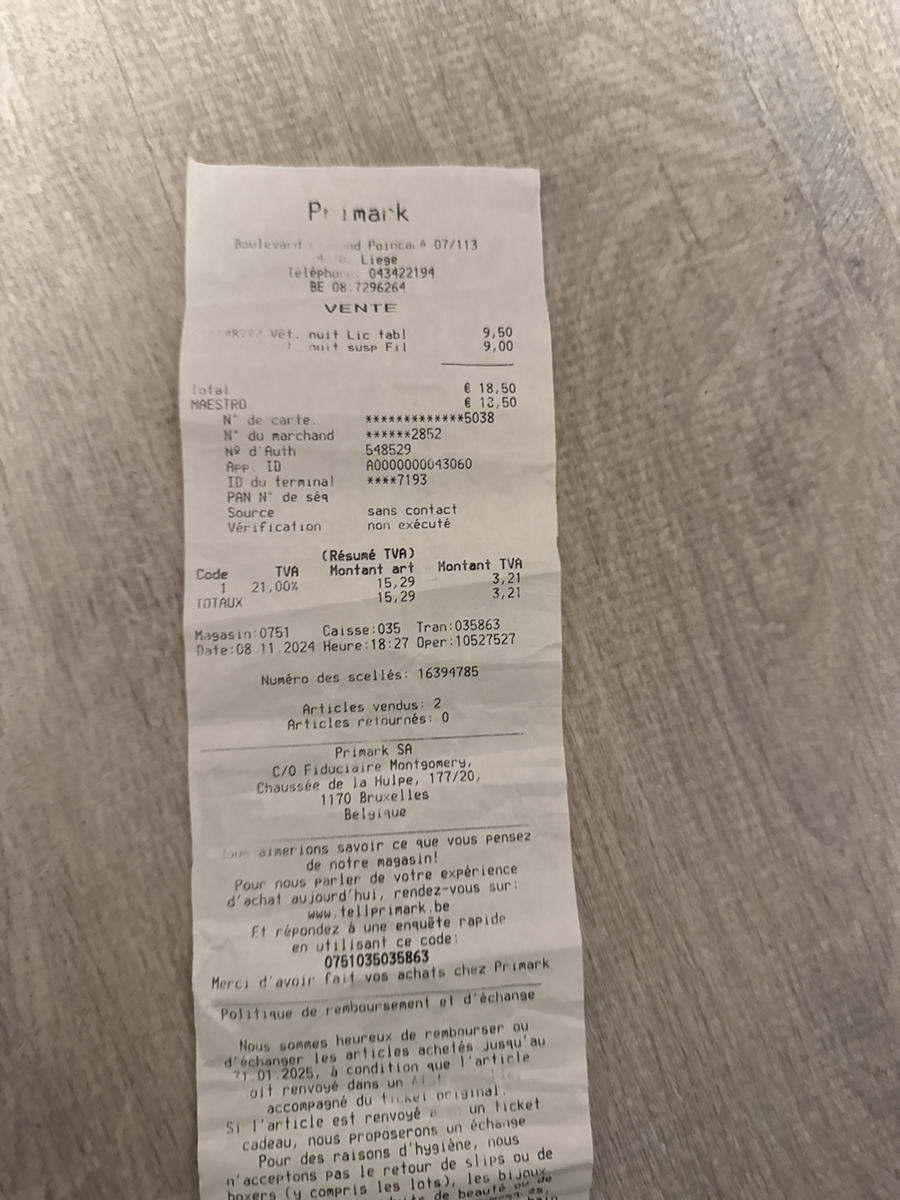 Primark
Boulevard 07/113
Liege
043422194
BE 08.7296264
VENTE
Vêt. nuit Lic tabl 9,50
nuit susp Fil 9,00
Total € 18,50
MAESTRO €
N° de carte. *************5038
N° du marchand ******2852
Nº d'Auth 548529
App. ID A0000000043060
ID du terminal ****7193
PAN N° de séq
Source sans contact
Vérification non exécuté
(Résumé TVA)
Code TVA Montant art Montant TVA
1 21,00% 15,29 3,21
TOTAUX 15,29 3,21
Magasin:0751 Caisse:035 Tran:035863
Date:08.11.2024 Heure:18:27 Oper:10527527
Numéro des scellés: 16394785
Articles vendus: 2
Articles retournés: 0
Primark SA
C/O Fiduciaire Montgomery,
Chaussée de la Hulpe, 177/20,
1170 Bruxelles
Belgique
aimerions savoir ce que vous pensez
de notre magasin!
Pour nous parler de votre expérience
d'achat aujourd'hui, rendez-vous sur:
www.tellprimark.be
Et répondez à une enquête rapide
en utilisant ce code:
0751035035863
Merci d'avoir fait vos achats chez Primark
Politique de remboursement et d'échange
Nous sommes heureux de rembourser ou
d'échanger les articles achetés jusqu'au
à condition que l'article
oit renvoyé dans un
accompagné du ticket original.
Si l'article est renvoyé un ticket
cadeau, nous proposerons un échange.
Pour des raisons d'hygiène, nous
n'acceptons pas le retour de slips ou de
boxers (y compris les lots), les bijoux
de beauté ou de